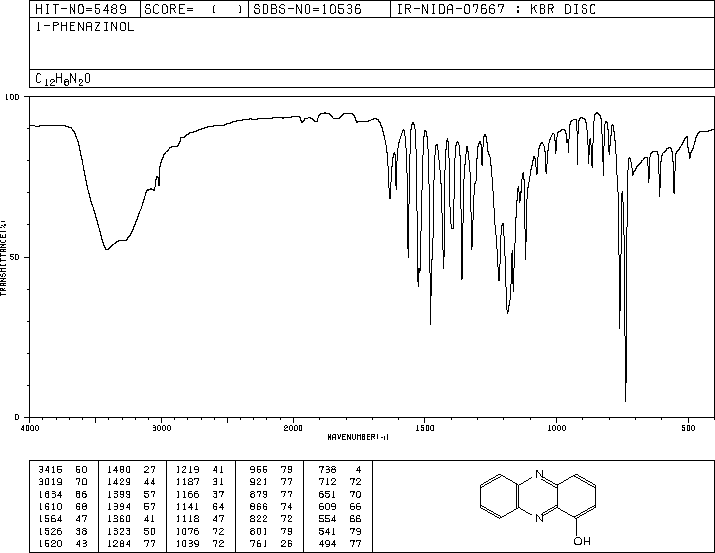 HIT-NO=5489 SCORE= ( ) SDBS-NO=10536 IR-NIDA-07667 : KBR DISC
1-PHENAZINOL
C12H8N2O
100
TRANSMITTANCE(%)
50
0
4000 3000 2000 1500 1000 500
WAVENUMBER(-1)
3415 50 1480 27 1219 41 955 79 738 4
3019 70 1429 44 1187 31 921 77 712 72
1634 66 1399 57 1166 37 879 77 651 70
1610 68 1394 57 1141 64 866 74 609 66
1564 47 1360 41 1118 47 822 72 554 66
1526 38 1323 50 1076 72 801 79 541 79
1520 43 1284 77 1039 72 761 26 494 77
N
N
OH